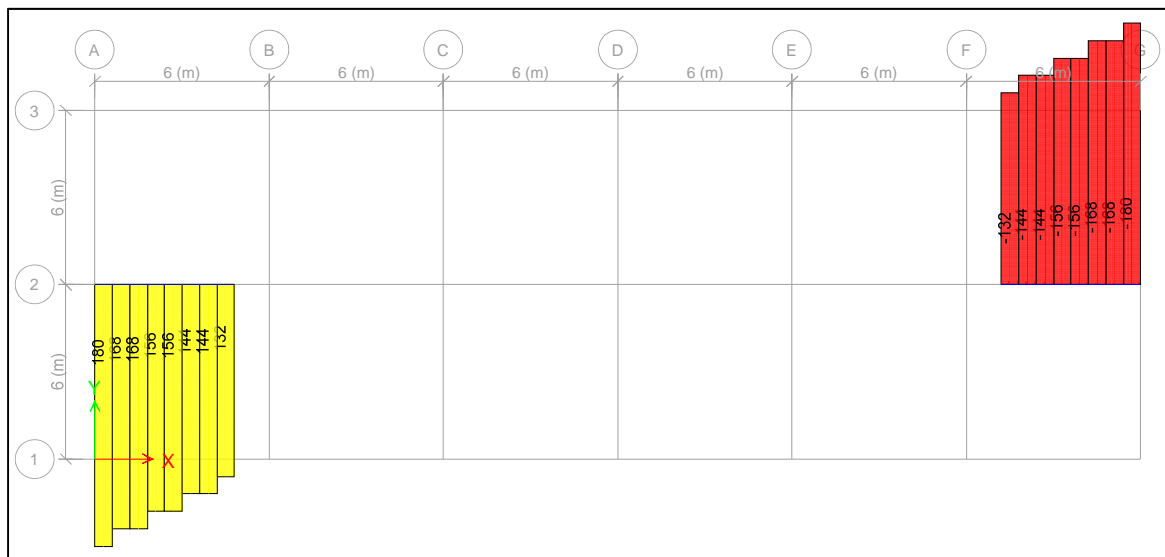 A B C D E F G
6 (m) 6 (m) 6 (m) 6 (m) 6 (m) 6 (m)
3
6 (m)
-132 -144 -144 -156 -156 -168 -168 -180
2
180 168 168 156 156 144 144 132
6 (m)
Y
1
X